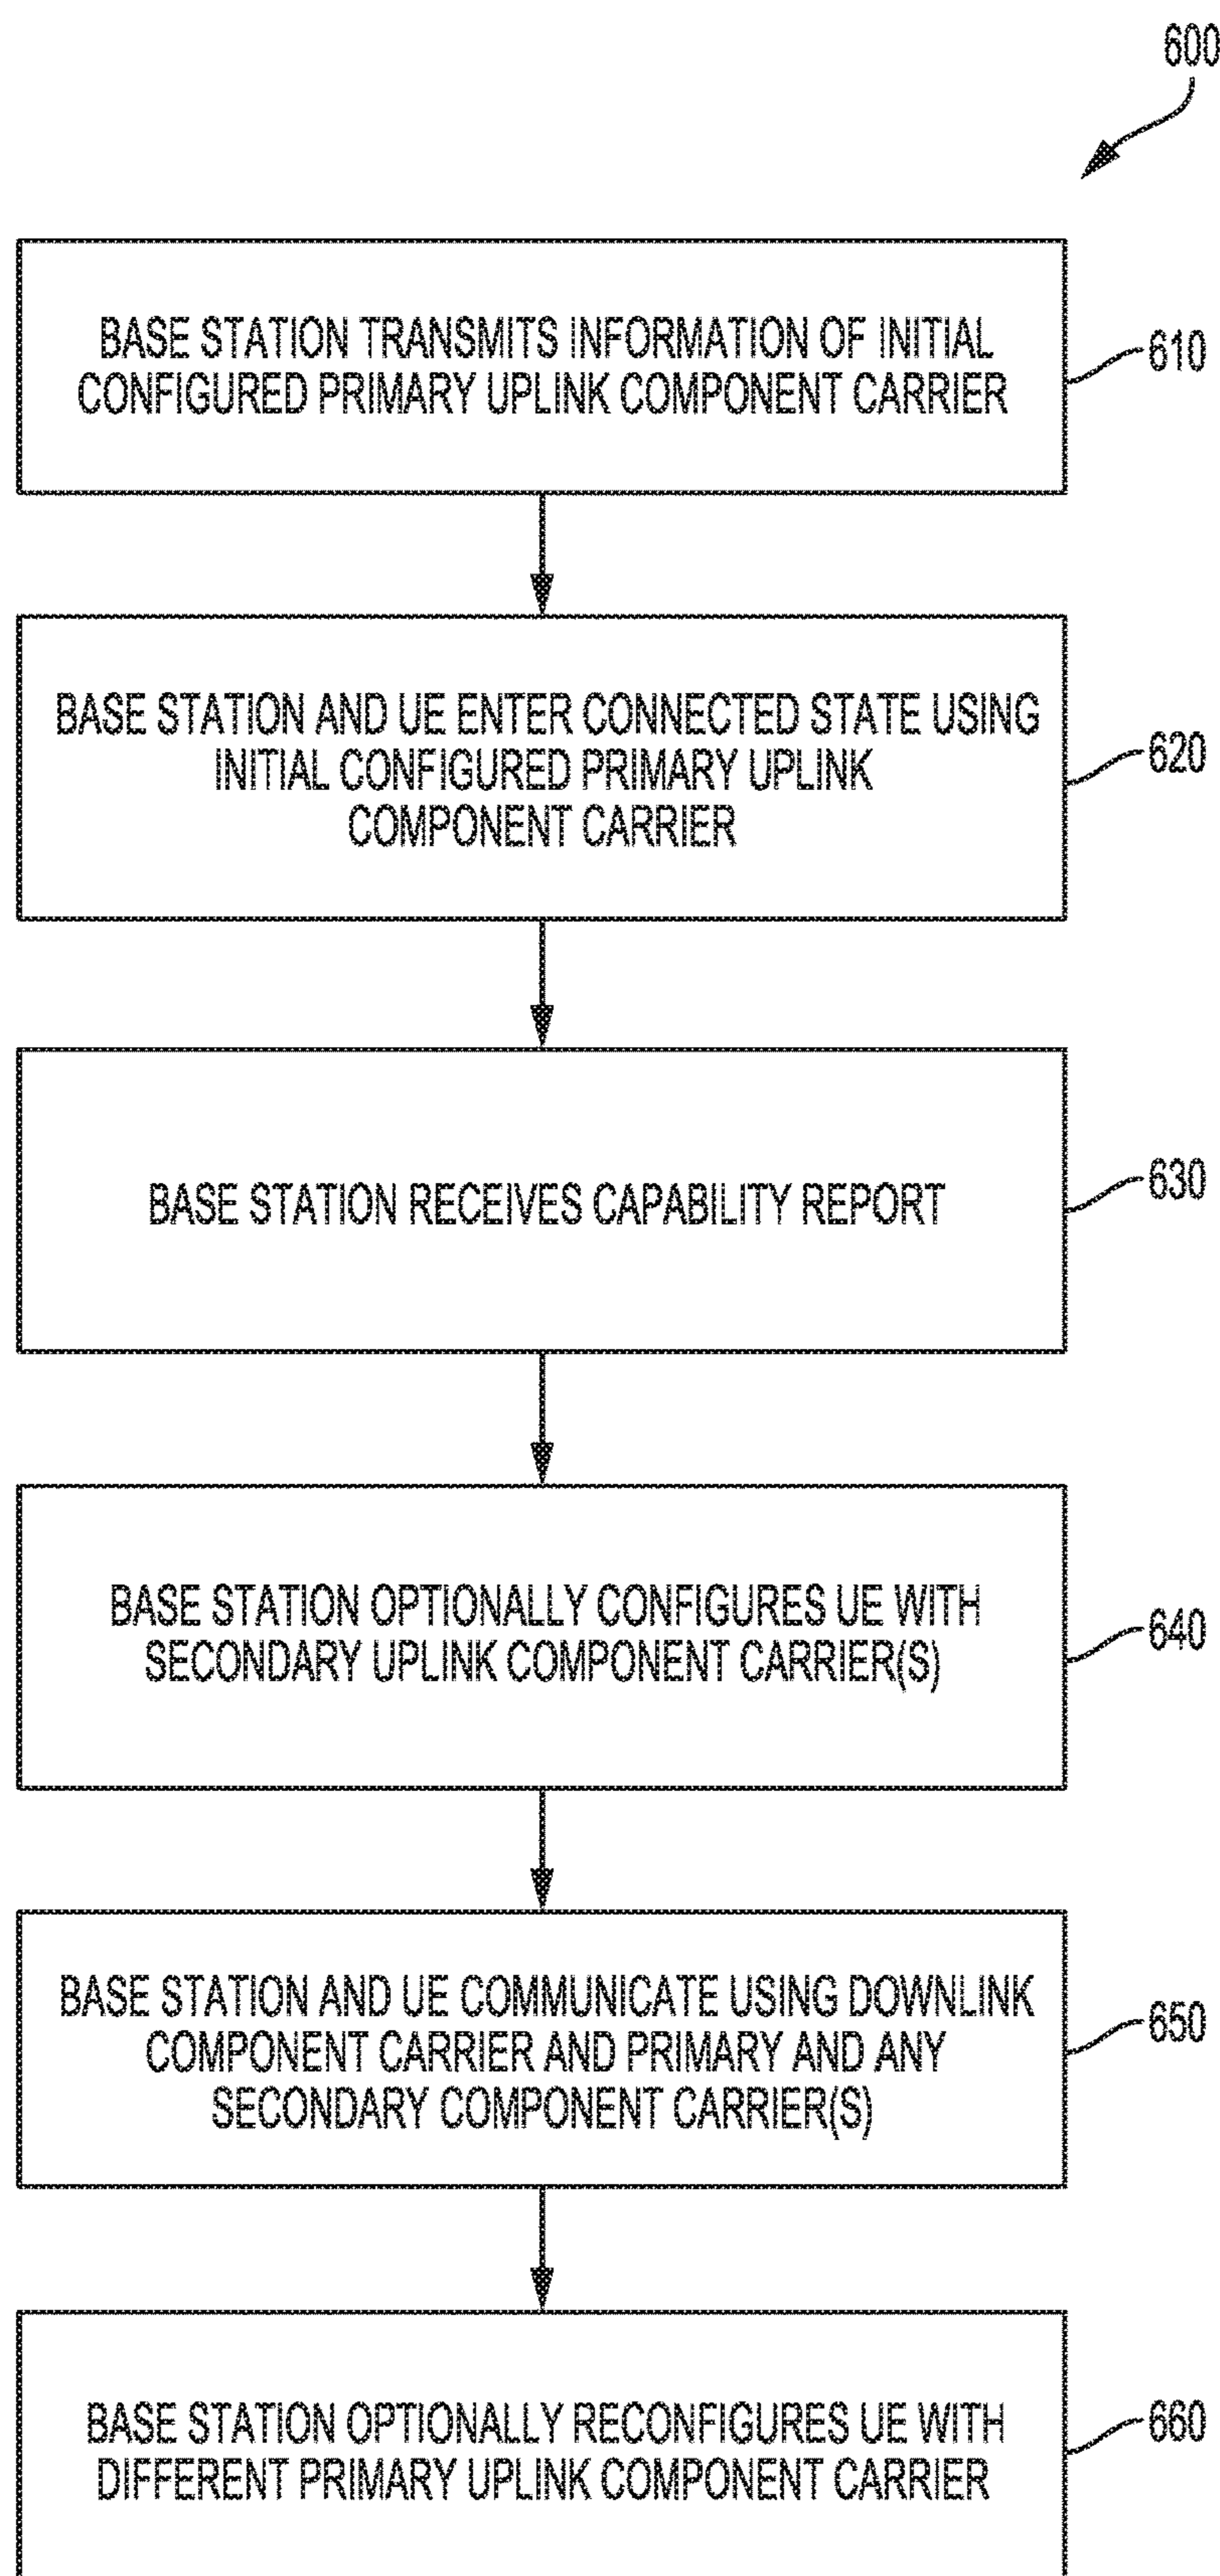 600
BASE STATION TRANSMITS INFORMATION OF INITIAL
CONFIGURED PRIMARY UPLINK COMPONENT CARRIER
610
BASE STATION AND UE ENTER CONNECTED STATE USING
INITIAL CONFIGURED PRIMARY UPLINK
COMPONENT CARRIER
620
BASE STATION RECEIVES CAPABILITY REPORT
630
BASE STATION OPTIONALLY CONFIGURES UE WITH
SECONDARY UPLINK COMPONENT CARRIER(S)
640
BASE STATION AND UE COMMUNICATE USING DOWNLINK
COMPONENT CARRIER AND PRIMARY AND ANY
SECONDARY COMPONENT CARRIER(S)
650
BASE STATION OPTIONALLY RECONFIGURES UE WITH
DIFFERENT PRIMARY UPLINK COMPONENT CARRIER
660